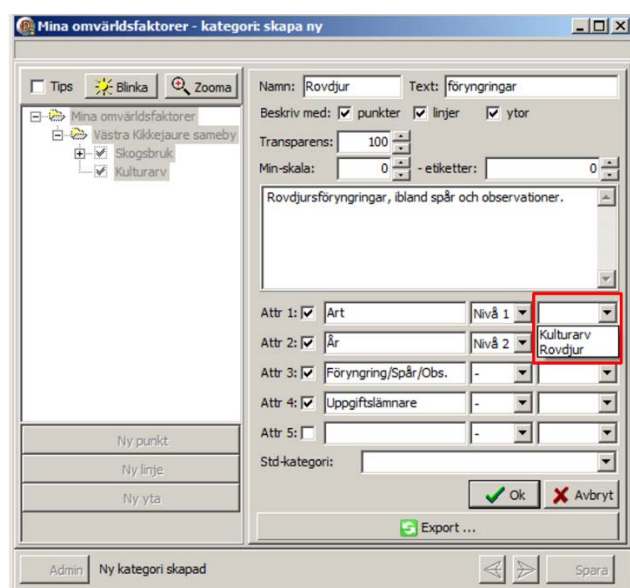 Mina omvärldsfaktorer - kategori: skapa ny
Tips Blinka Zooma
Mina omvärldsfaktorer
Västra Kikkejaure sameby
Skogsbruk
Kulturarv
Ny punkt
Ny linje
Ny yta
Namn: Rovdjur Text: föryngringar
Beskriv med: punkter linjer ytor
Transparens: 100
Min-skala: 0 - etiketter: 0
Rovdjursföryngringar, ibland spår och observationer.
Attr 1: Art Nivå 1
Kulturarv
Rovdjur
Attr 2: År Nivå 2
Attr 3: Föryngring/Spår/Obs. -
Attr 4: Uppgiftslämnare -
Attr 5: -
Std-kategori:
Ok Avbryt
Export ...
Admin Ny kategori skapad Spara